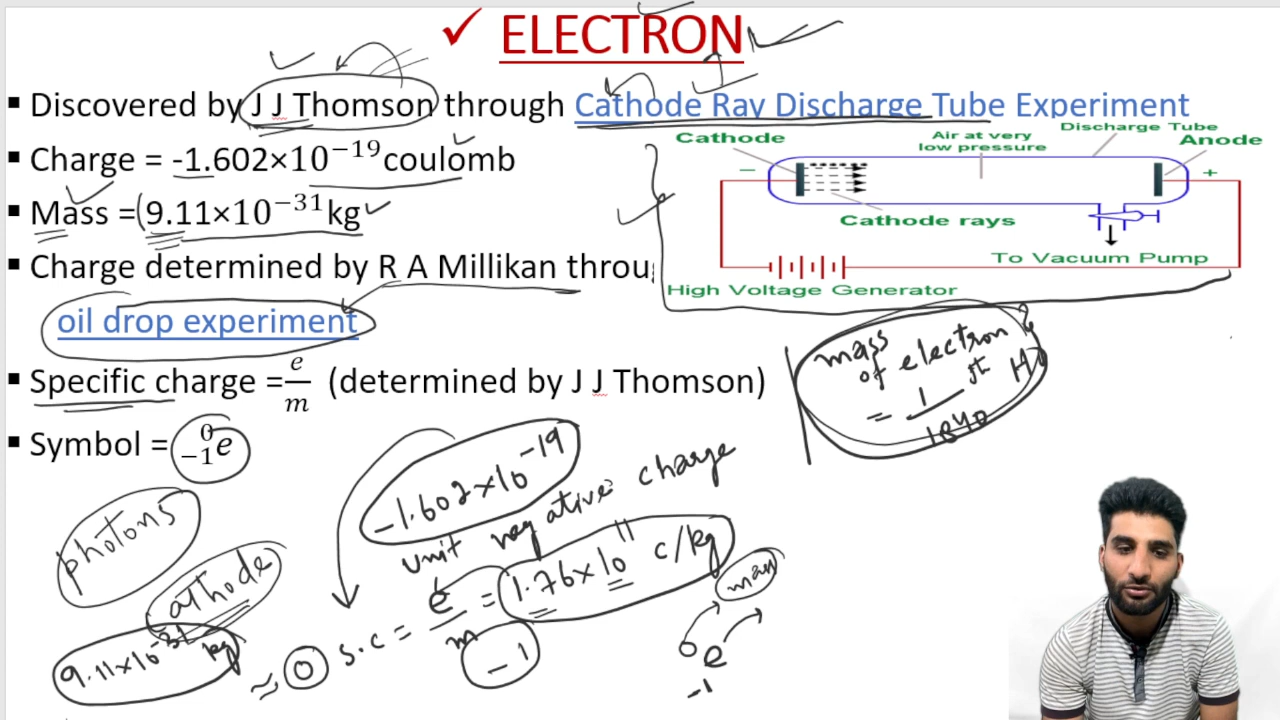 ✓ ELECTRON
▪ Discovered by J J Thomson through Cathode Ray Discharge Tube Experiment
▪ Charge = -1.602×10⁻¹⁹coulomb
▪ Mass =(9.11×10⁻³¹kg
▪ Charge determined by R A Millikan throu
oil drop experiment
▪ Specific charge =e/m (determined by J J Thomson)
▪ Symbol = ⁰₋₁e
Cathode
Air at very
low pressure
Discharge Tube
Anode
−
+
Cathode rays
To Vacuum Pump
High Voltage Generator
mass
of electron
= 1/1840 th H
-1.602×10⁻¹⁹
unit negative charge
photons
cathode
9.11×10⁻³¹ kg
≈ 0
s.c = e/m = 1.76×10¹¹ c/kg
-1
mass
⁰₋₁e